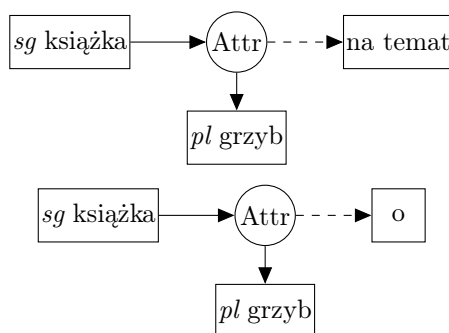 sg książka Attr na temat
pl grzyb
sg książka Attr o
pl grzyb